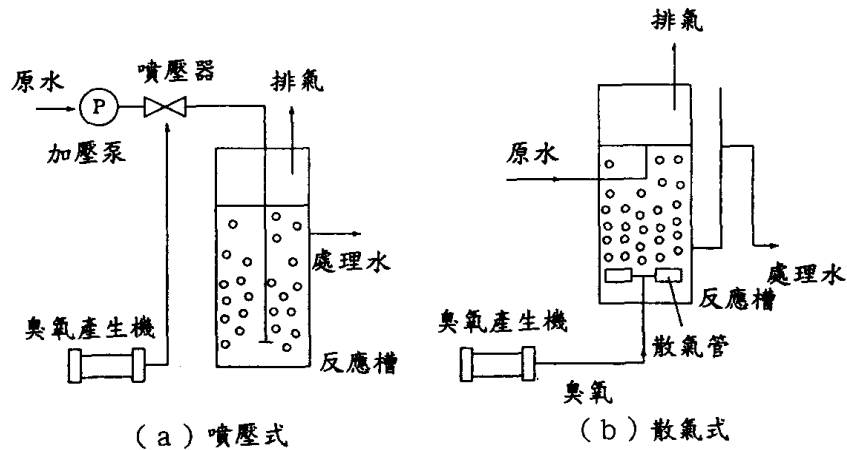 排氣
噴壓器
原水
P
加壓泵
處理水
臭氧產生機
反應槽
(a)噴壓式
排氣
原水
處理水
反應槽
臭氧產生機
散氣管
臭氧
(b)散氣式